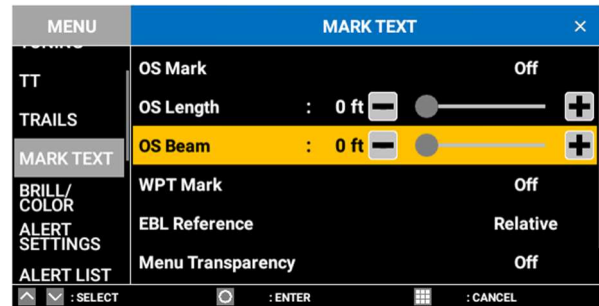 MENU
MARK TEXT ×
TUNING
TT
TRAILS
MARK TEXT
BRILL/
COLOR
ALERT
SETTINGS
ALERT LIST
OS Mark Off
OS Length : 0 ft
OS Beam : 0 ft
WPT Mark Off
EBL Reference Relative
Menu Transparency Off
: SELECT : ENTER : CANCEL